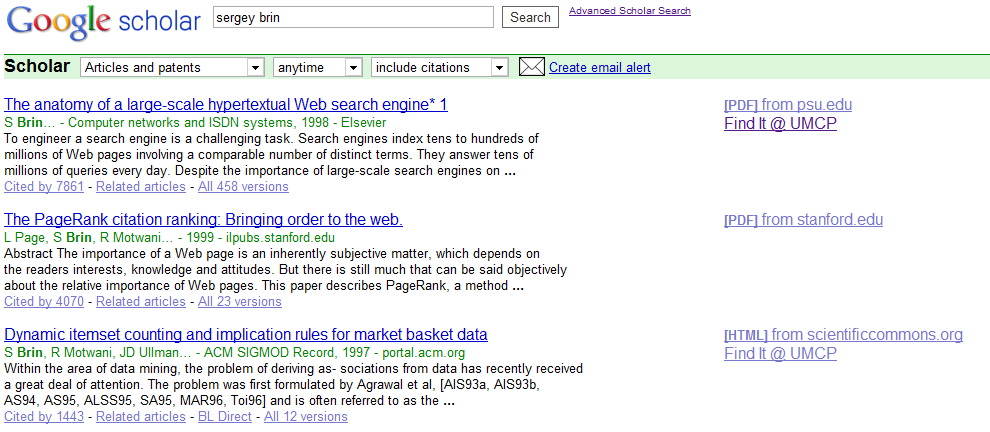 Google scholar
sergey brin
Search
Advanced Scholar Search
Scholar
Articles and patents
anytime
include citations
Create email alert
The anatomy of a large-scale hypertextual Web search engine* 1
[PDF] from psu.edu
S Brin... - Computer networks and ISDN systems, 1998 - Elsevier
Find It @ UMCP
To engineer a search engine is a challenging task. Search engines index tens to hundreds of
millions of Web pages involving a comparable number of distinct terms. They answer tens of
millions of queries every day. Despite the importance of large-scale search engines on ...
Cited by 7861 - Related articles - All 458 versions
The PageRank citation ranking: Bringing order to the web.
[PDF] from stanford.edu
L Page, S Brin, R Motwani... - 1999 - ilpubs.stanford.edu
Abstract The importance of a Web page is an inherently subjective matter, which depends on
the readers interests, knowledge and attitudes. But there is still much that can be said objectively
about the relative importance of Web pages. This paper describes PageRank, a method ...
Cited by 4070 - Related articles - All 23 versions
Dynamic itemset counting and implication rules for market basket data
[HTML] from scientificcommons.org
S Brin, R Motwani, JD Ullman... - ACM SIGMOD Record, 1997 - portal.acm.org
Find It @ UMCP
Within the area of data mining, the problem of deriving as- sociations from data has recently received
a great deal of attention. The problem was first formulated by Agrawal et al, [AIS93a, AIS93b,
AS94, AS95, ALSS95, SA95, MAR96, Toi96] and is often referred to as the ...
Cited by 1443 - Related articles - BL Direct - All 12 versions